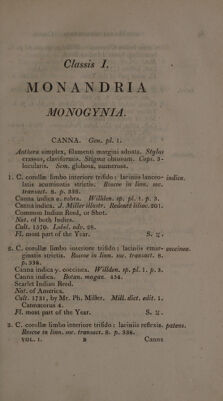 Classis I.
MONANDRIA
MONOGYNIA.
CANNA. Gen. pl. 1.
Anthera simplex, filamenti margini adnata. Stylus
crassus, claviformis. Stigma obtusum. Caps. 3-
locularis. Sem. globosa, numerosa.
1. C. corollæ limbo interiore trifido: laciniis lanceo- indica.
latis acuminatis strictis. Roscoe in linn. soc.
transact. 8. p. 338.
Canna indica α. rubra. Willden. sp. pl. 1. p. 3.
Canna indica. J. Miller illustr. Redouté liliac. 201.
Common Indian Reed, or Shot.
Nat. of both Indies.
Cult. 1570. Lobel. adv. 28.
Fl. most part of the Year. S. ♃.
2. C. corollæ limbo interiore trifido: laciniis emar- coccinea.
ginatis strictis. Roscoe in linn. soc. transact. 8.
p. 338.
Canna indica γ. coccinea. Willden. sp. pl. 1. p. 3.
Canna indica. Botan. magaz. 454.
Scarlet Indian Reed.
Nat. of America.
Cult. 1731, by Mr. Ph. Miller. Mill. dict. edit. 1.
Cannacorus 4.
Fl. most part of the Year. S. ♃.
3. C. corollæ limbo interiore trifido: laciniis reflexis. patens.
Roscoe in linn. soc. transact. 8. p. 338.
VOL. I. B Canna